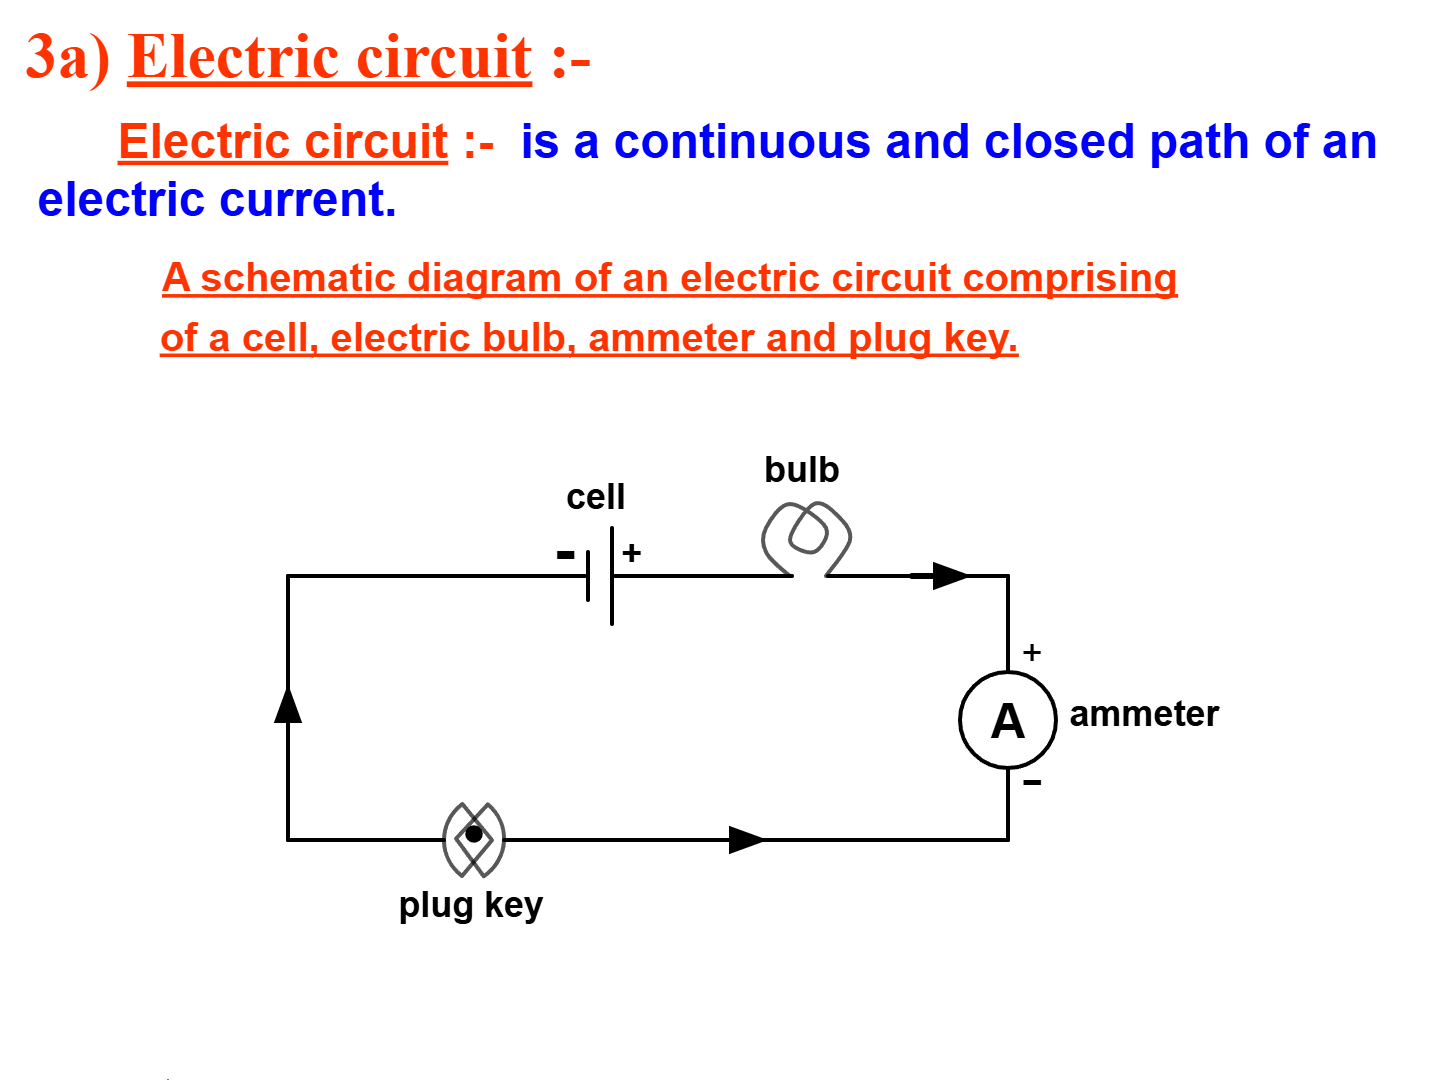 3a) Electric circuit :-
Electric circuit :- is a continuous and closed path of an
electric current.
A schematic diagram of an electric circuit comprising
of a cell, electric bulb, ammeter and plug key.
bulb
cell
- +
+
A ammeter
-
plug key